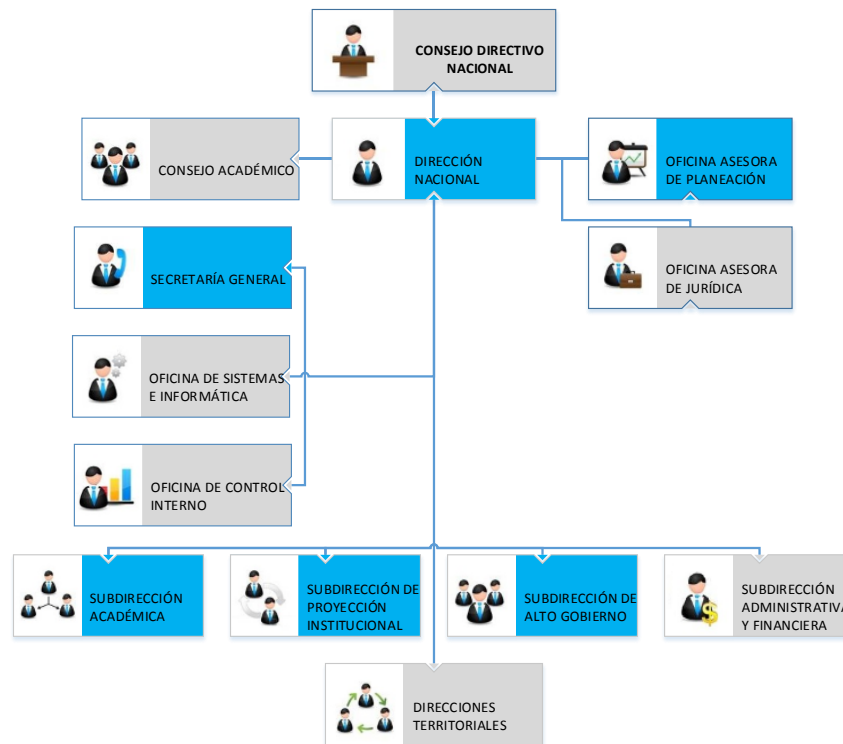 CONSEJO DIRECTIVO
NACIONAL
CONSEJO ACADÉMICO
DIRECCIÓN
NACIONAL
OFICINA ASESORA
DE PLANEACIÓN
SECRETARÍA GENERAL
OFICINA ASESORA
DE JURÍDICA
OFICINA DE SISTEMAS
E INFORMÁTICA
OFICINA DE CONTROL
INTERNO
SUBDIRECCIÓN
ACADÉMICA
SUBDIRECCIÓN DE
PROYECCIÓN
INSTITUCIONAL
SUBDIRECCIÓN DE
ALTO GOBIERNO
SUBDIRECCIÓN
ADMINISTRATIVA
Y FINANCIERA
DIRECCIONES
TERRITORIALES